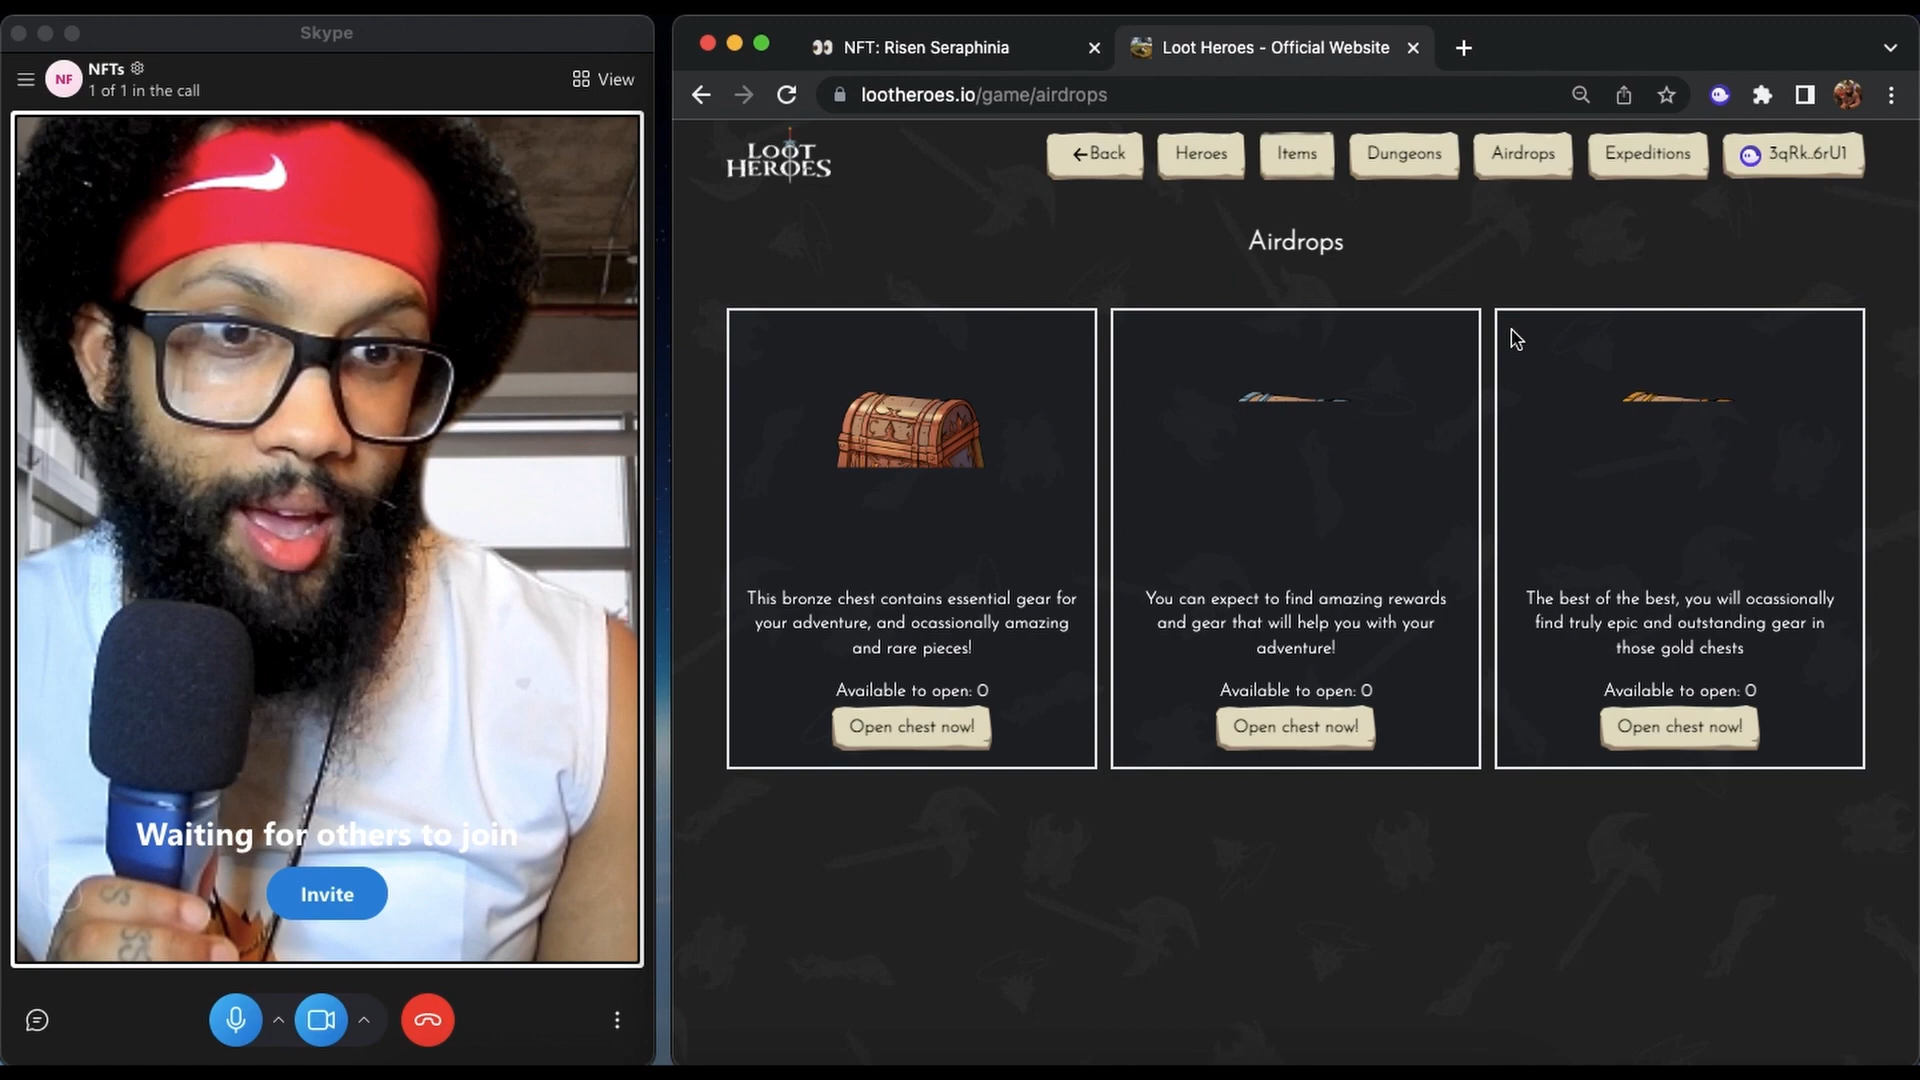 Skype
NF
NFTs
1 of 1 in the call
View
Waiting for others to join
Invite
NFT: Risen Seraphinia
Loot Heroes - Official Website
lootheroes.io/game/airdrops
LOOT
HEROES
Back
Heroes
Items
Dungeons
Airdrops
Expeditions
3qRk..6rU1
Airdrops
This bronze chest contains essential gear for
your adventure, and ocassionally amazing
and rare pieces!
Available to open: 0
Open chest now!
You can expect to find amazing rewards
and gear that will help you with your
adventure!
Available to open: 0
Open chest now!
The best of the best, you will ocassionally
find truly epic and outstanding gear in
those gold chests
Available to open: 0
Open chest now!